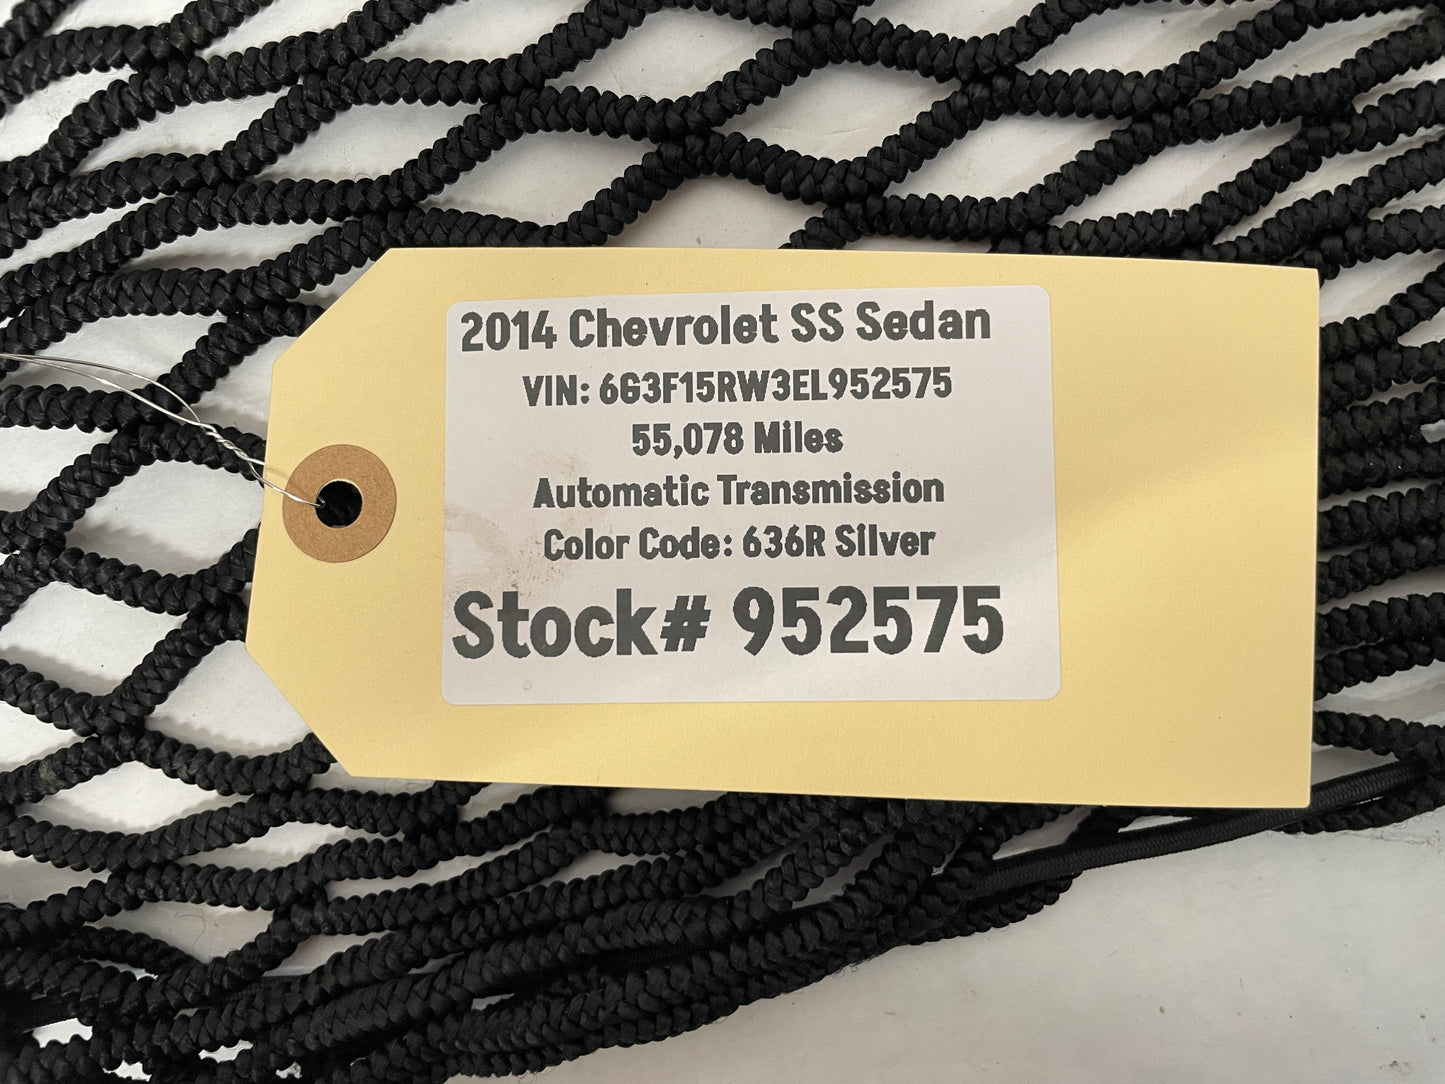 2014 Chevrolet SS Sedan
VIN: 6G3F15RW3EL952575
55,078 Miles
Automatic Transmission
Color Code: 636R Silver
Stock# 952575